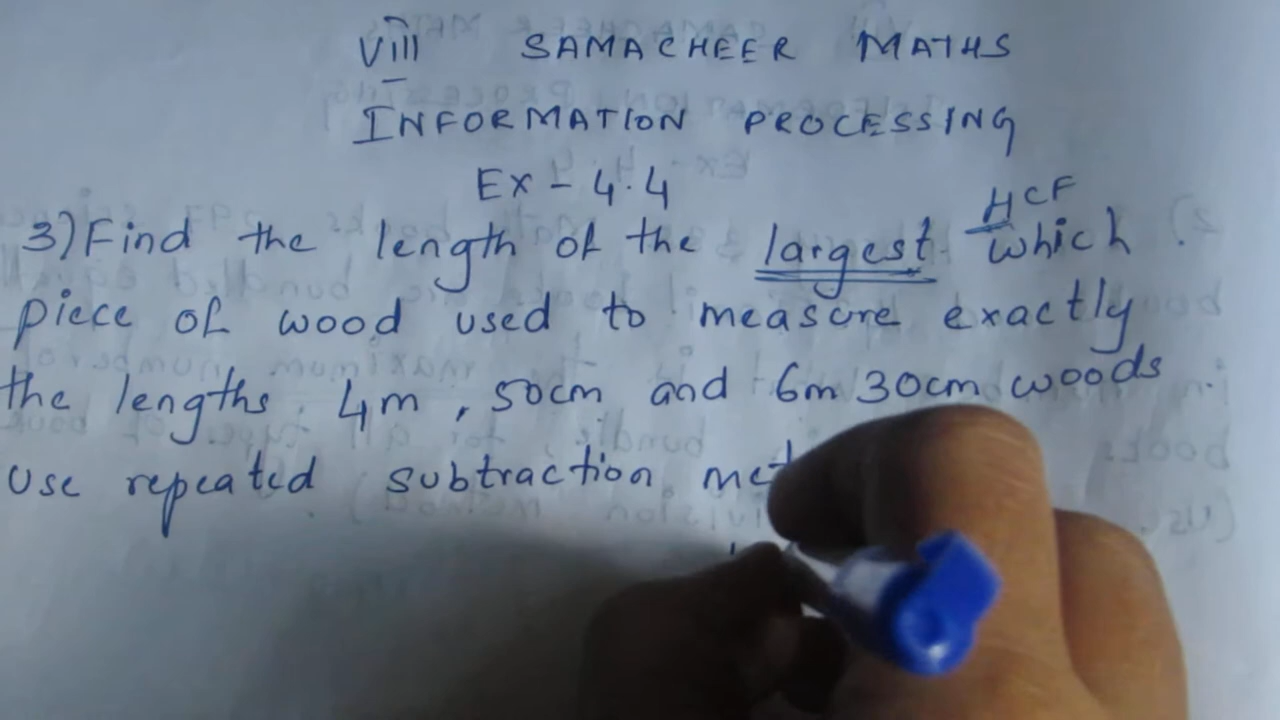 VIII SAMACHEER MATHS
INFORMATION PROCESSING
Ex - 4.4
HCF
3) Find the length of the largest which
piece of wood used to measure exactly
the lengths 4m, 50cm and 6m 30cm woods.
Use repeated subtraction